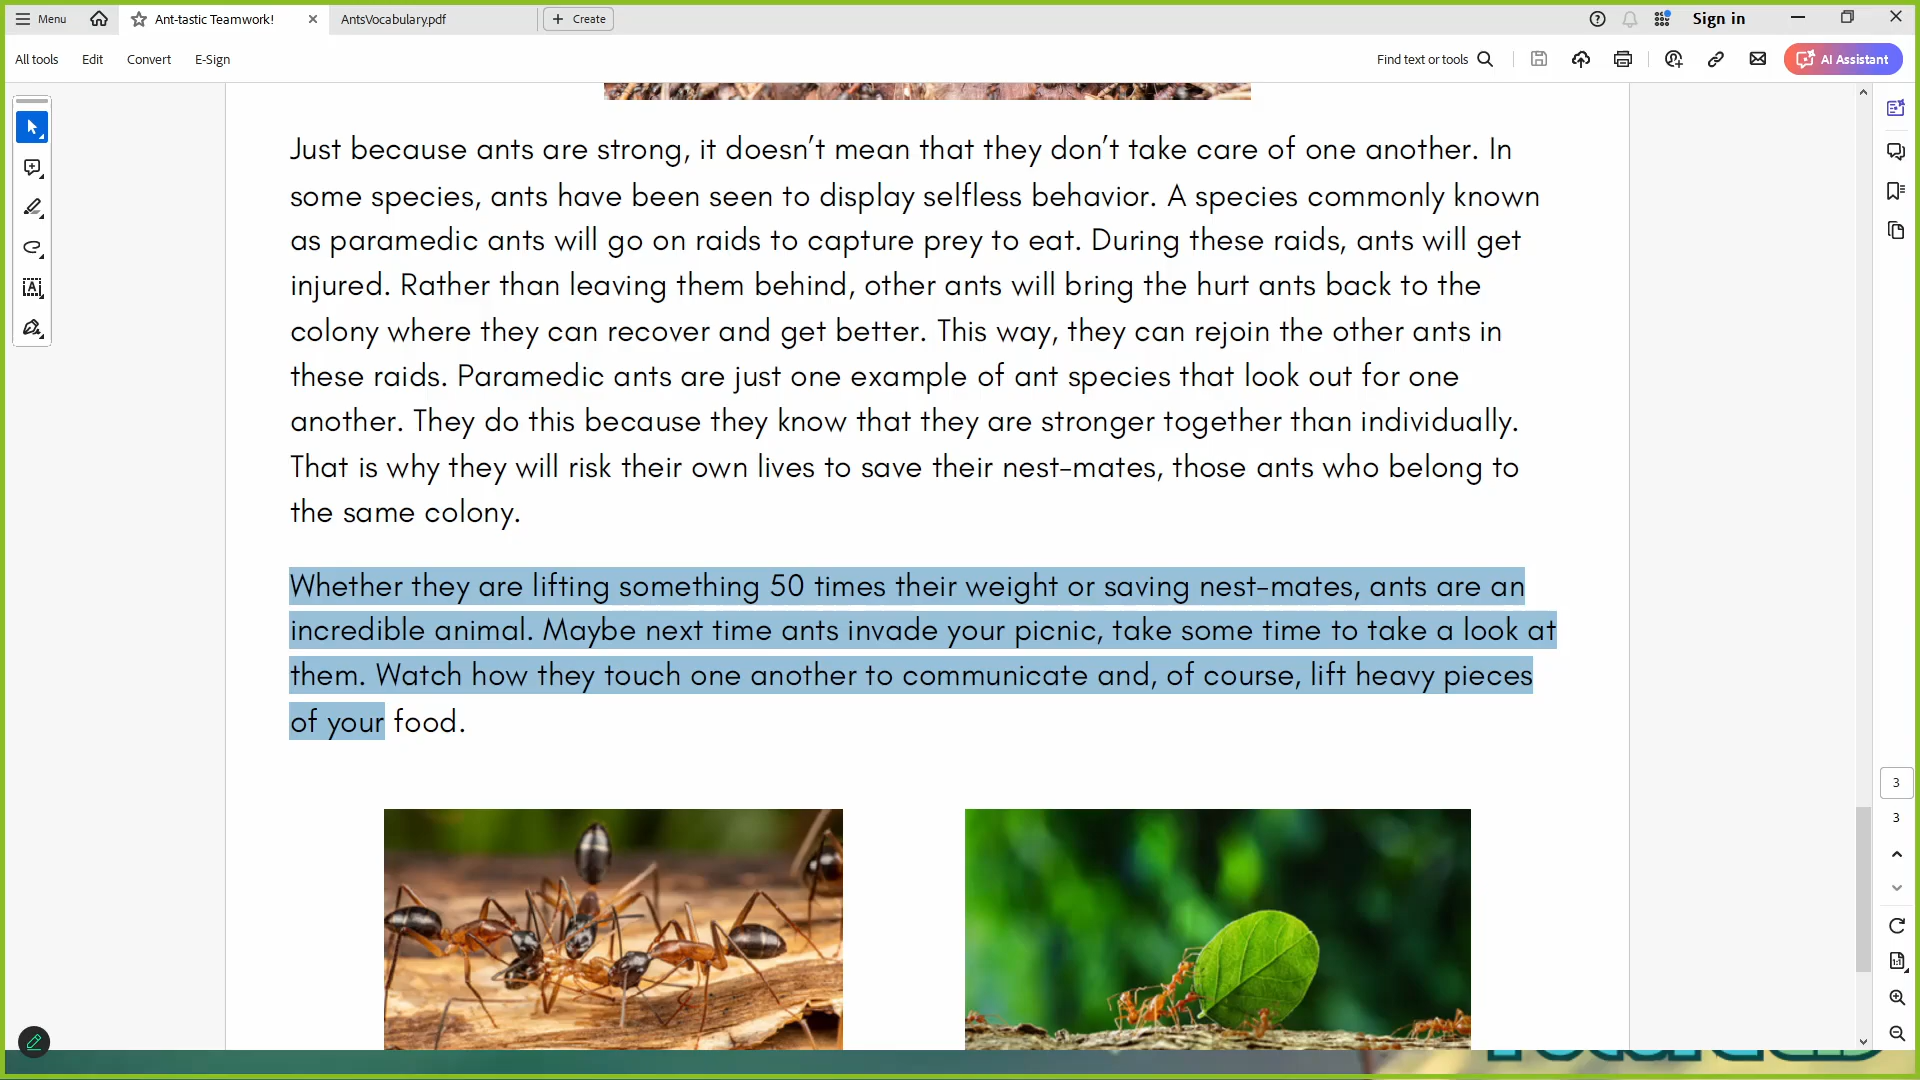 Menu
Ant-tastic Teamwork!
AntsVocabulary.pdf
Create
Sign in
All tools
Edit
Convert
E-Sign
Find text or tools
AI Assistant
Just because ants are strong, it doesn’t mean that they don’t take care of one another. In
some species, ants have been seen to display selfless behavior. A species commonly known
as paramedic ants will go on raids to capture prey to eat. During these raids, ants will get
injured. Rather than leaving them behind, other ants will bring the hurt ants back to the
colony where they can recover and get better. This way, they can rejoin the other ants in
these raids. Paramedic ants are just one example of ant species that look out for one
another. They do this because they know that they are stronger together than individually.
That is why they will risk their own lives to save their nest-mates, those ants who belong to
the same colony.
Whether they are lifting something 50 times their weight or saving nest-mates, ants are an
incredible animal. Maybe next time ants invade your picnic, take some time to take a look at
them. Watch how they touch one another to communicate and, of course, lift heavy pieces
of your food.
3
3